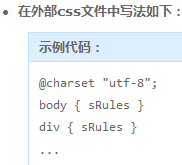 在外部css文件中写法如下：
示例代码：
@charset "utf-8";
body { sRules }
div { sRules }
...